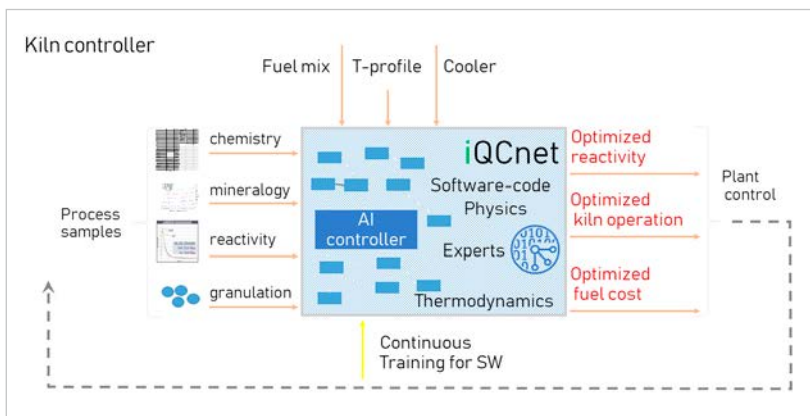 Kiln controller
Fuel mix
T-profile
Cooler
Process
samples
chemistry
mineralogy
reactivity
granulation
iQCnet
Software-code
Physics
AI
controller
Experts
Thermodynamics
Optimized
reactivity
Optimized
kiln operation
Optimized
fuel cost
Plant
control
Continuous
Training for SW